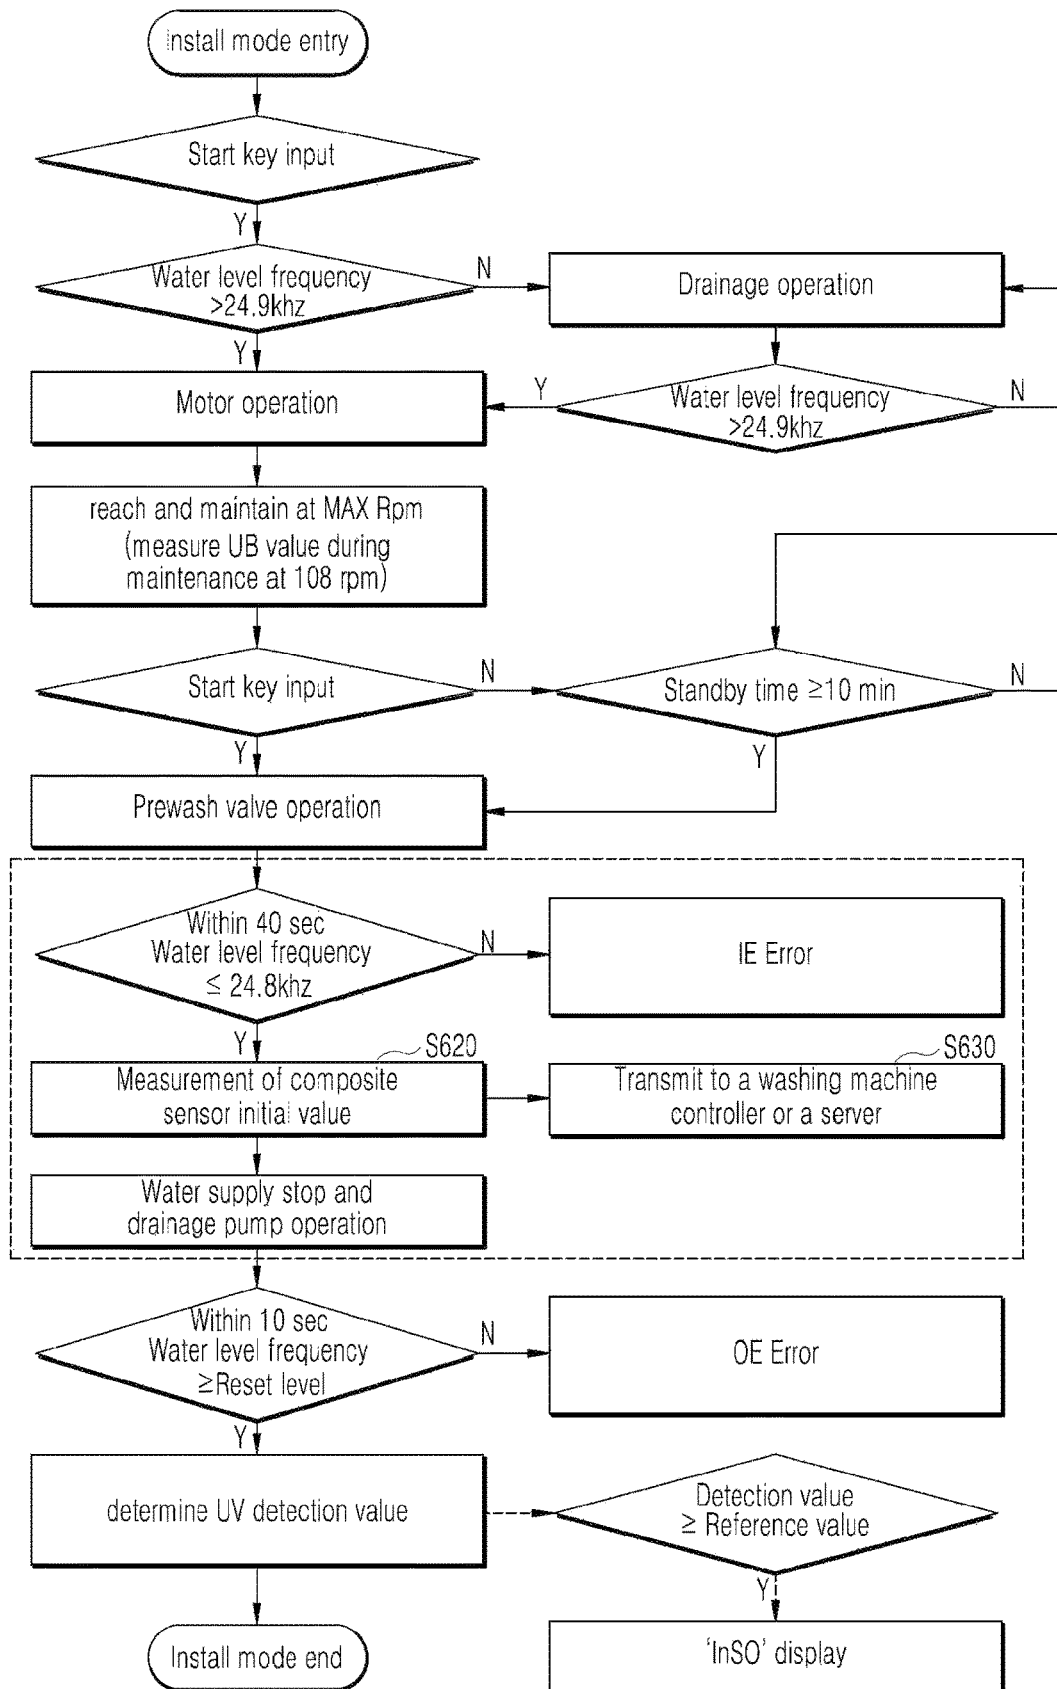 Install mode entry
Start key input
Y
Water level frequency
>24.9khz
N
Drainage operation
Y
Motor operation
Y
Water level frequency
>24.9khz
N
reach and maintain at MAX Rpm
(measure UB value during
maintenance at 108 rpm)
Start key input
N
Standby time ≥10 min
N
Y
Y
Prewash valve operation
Within 40 sec
Water level frequency
≤ 24.8khz
N
IE Error
Y
S620
S630
Measurement of composite
sensor initial value
Transmit to a washing machine
controller or a server
Water supply stop and
drainage pump operation
Within 10 sec
Water level frequency
≥Reset level
N
OE Error
Y
determine UV detection value
Detection value
≥ Reference value
Y
Install mode end
'InSO' display